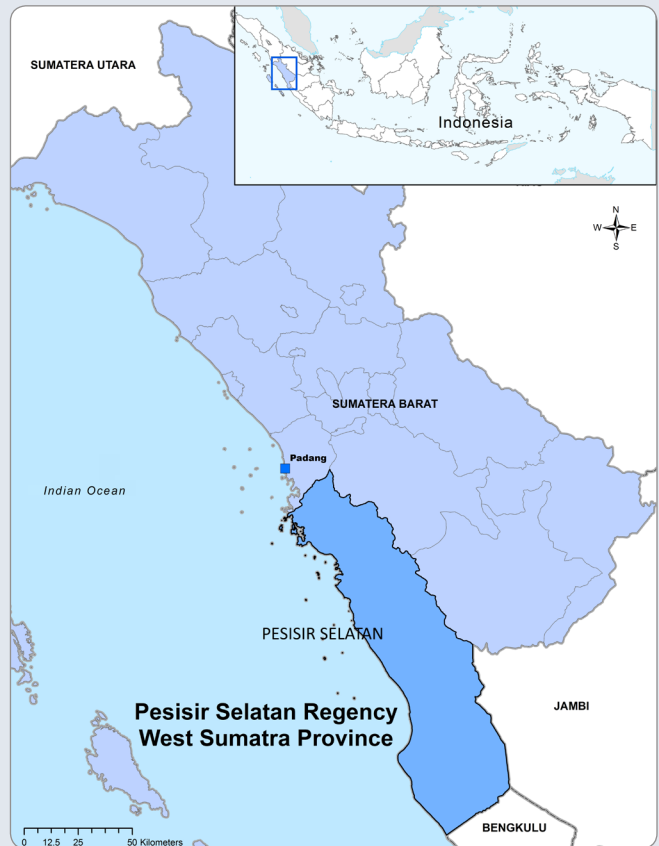 SUMATERA UTARA
Indonesia
N
W E
S
SUMATERA BARAT
Padang
Indian Ocean
PESISIR SELATAN
Pesisir Selatan Regency
West Sumatra Province
JAMBI
BENGKULU
0 12.5 25 50 Kilometers